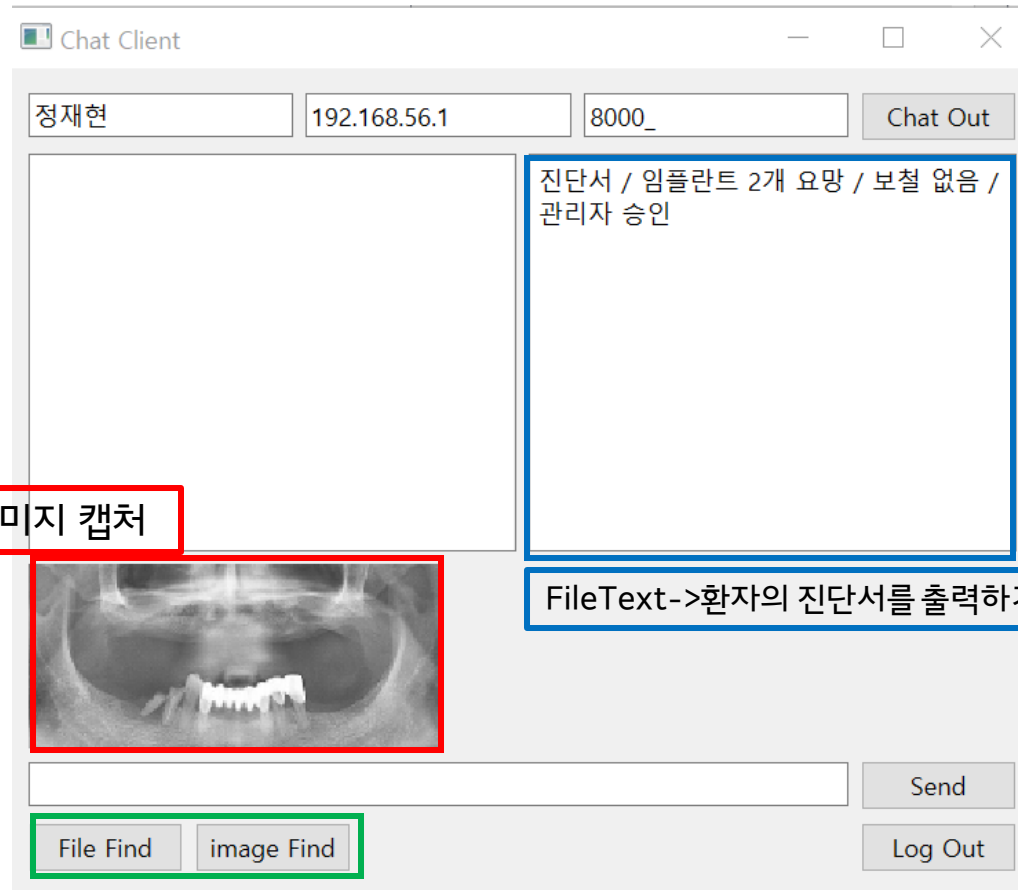 Chat Client
정재현
192.168.56.1
8000_
Chat Out
진단서 / 임플란트 2개 요망 / 보철 없음 /
관리자 승인
미지 캡처
FileText->환자의 진단서를 출력하
Send
File Find
image Find
Log Out